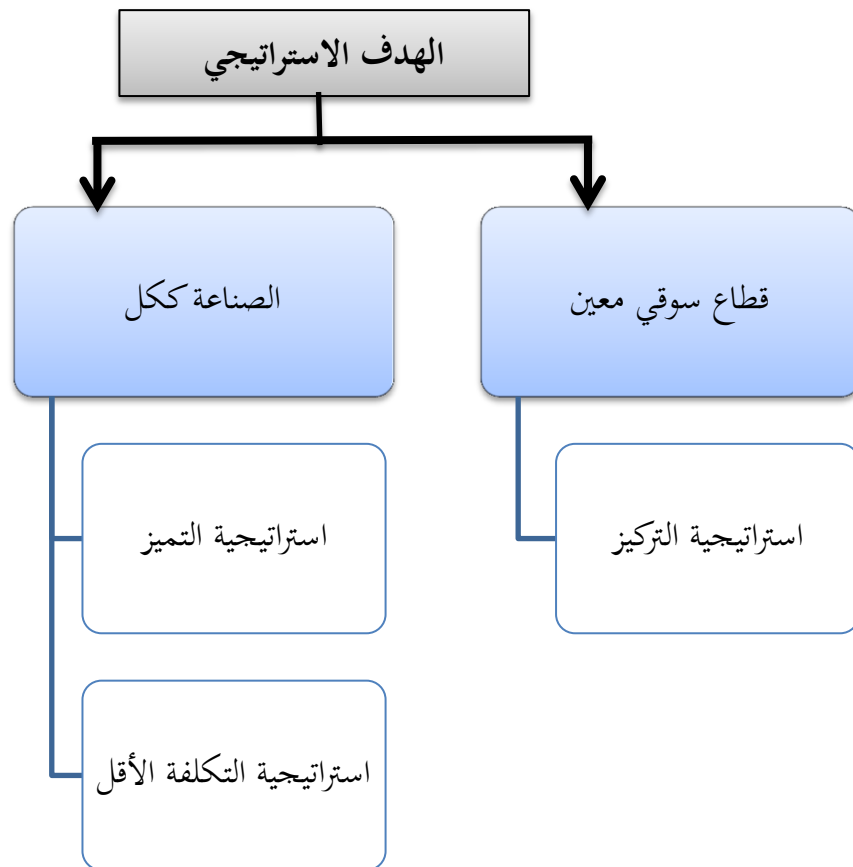 الهدف الاستراتيجي
قطاع سوقي معين
الصناعة ككل
استراتيجية التركيز
استراتيجية التميز
استراتيجية التكلفة الأقل